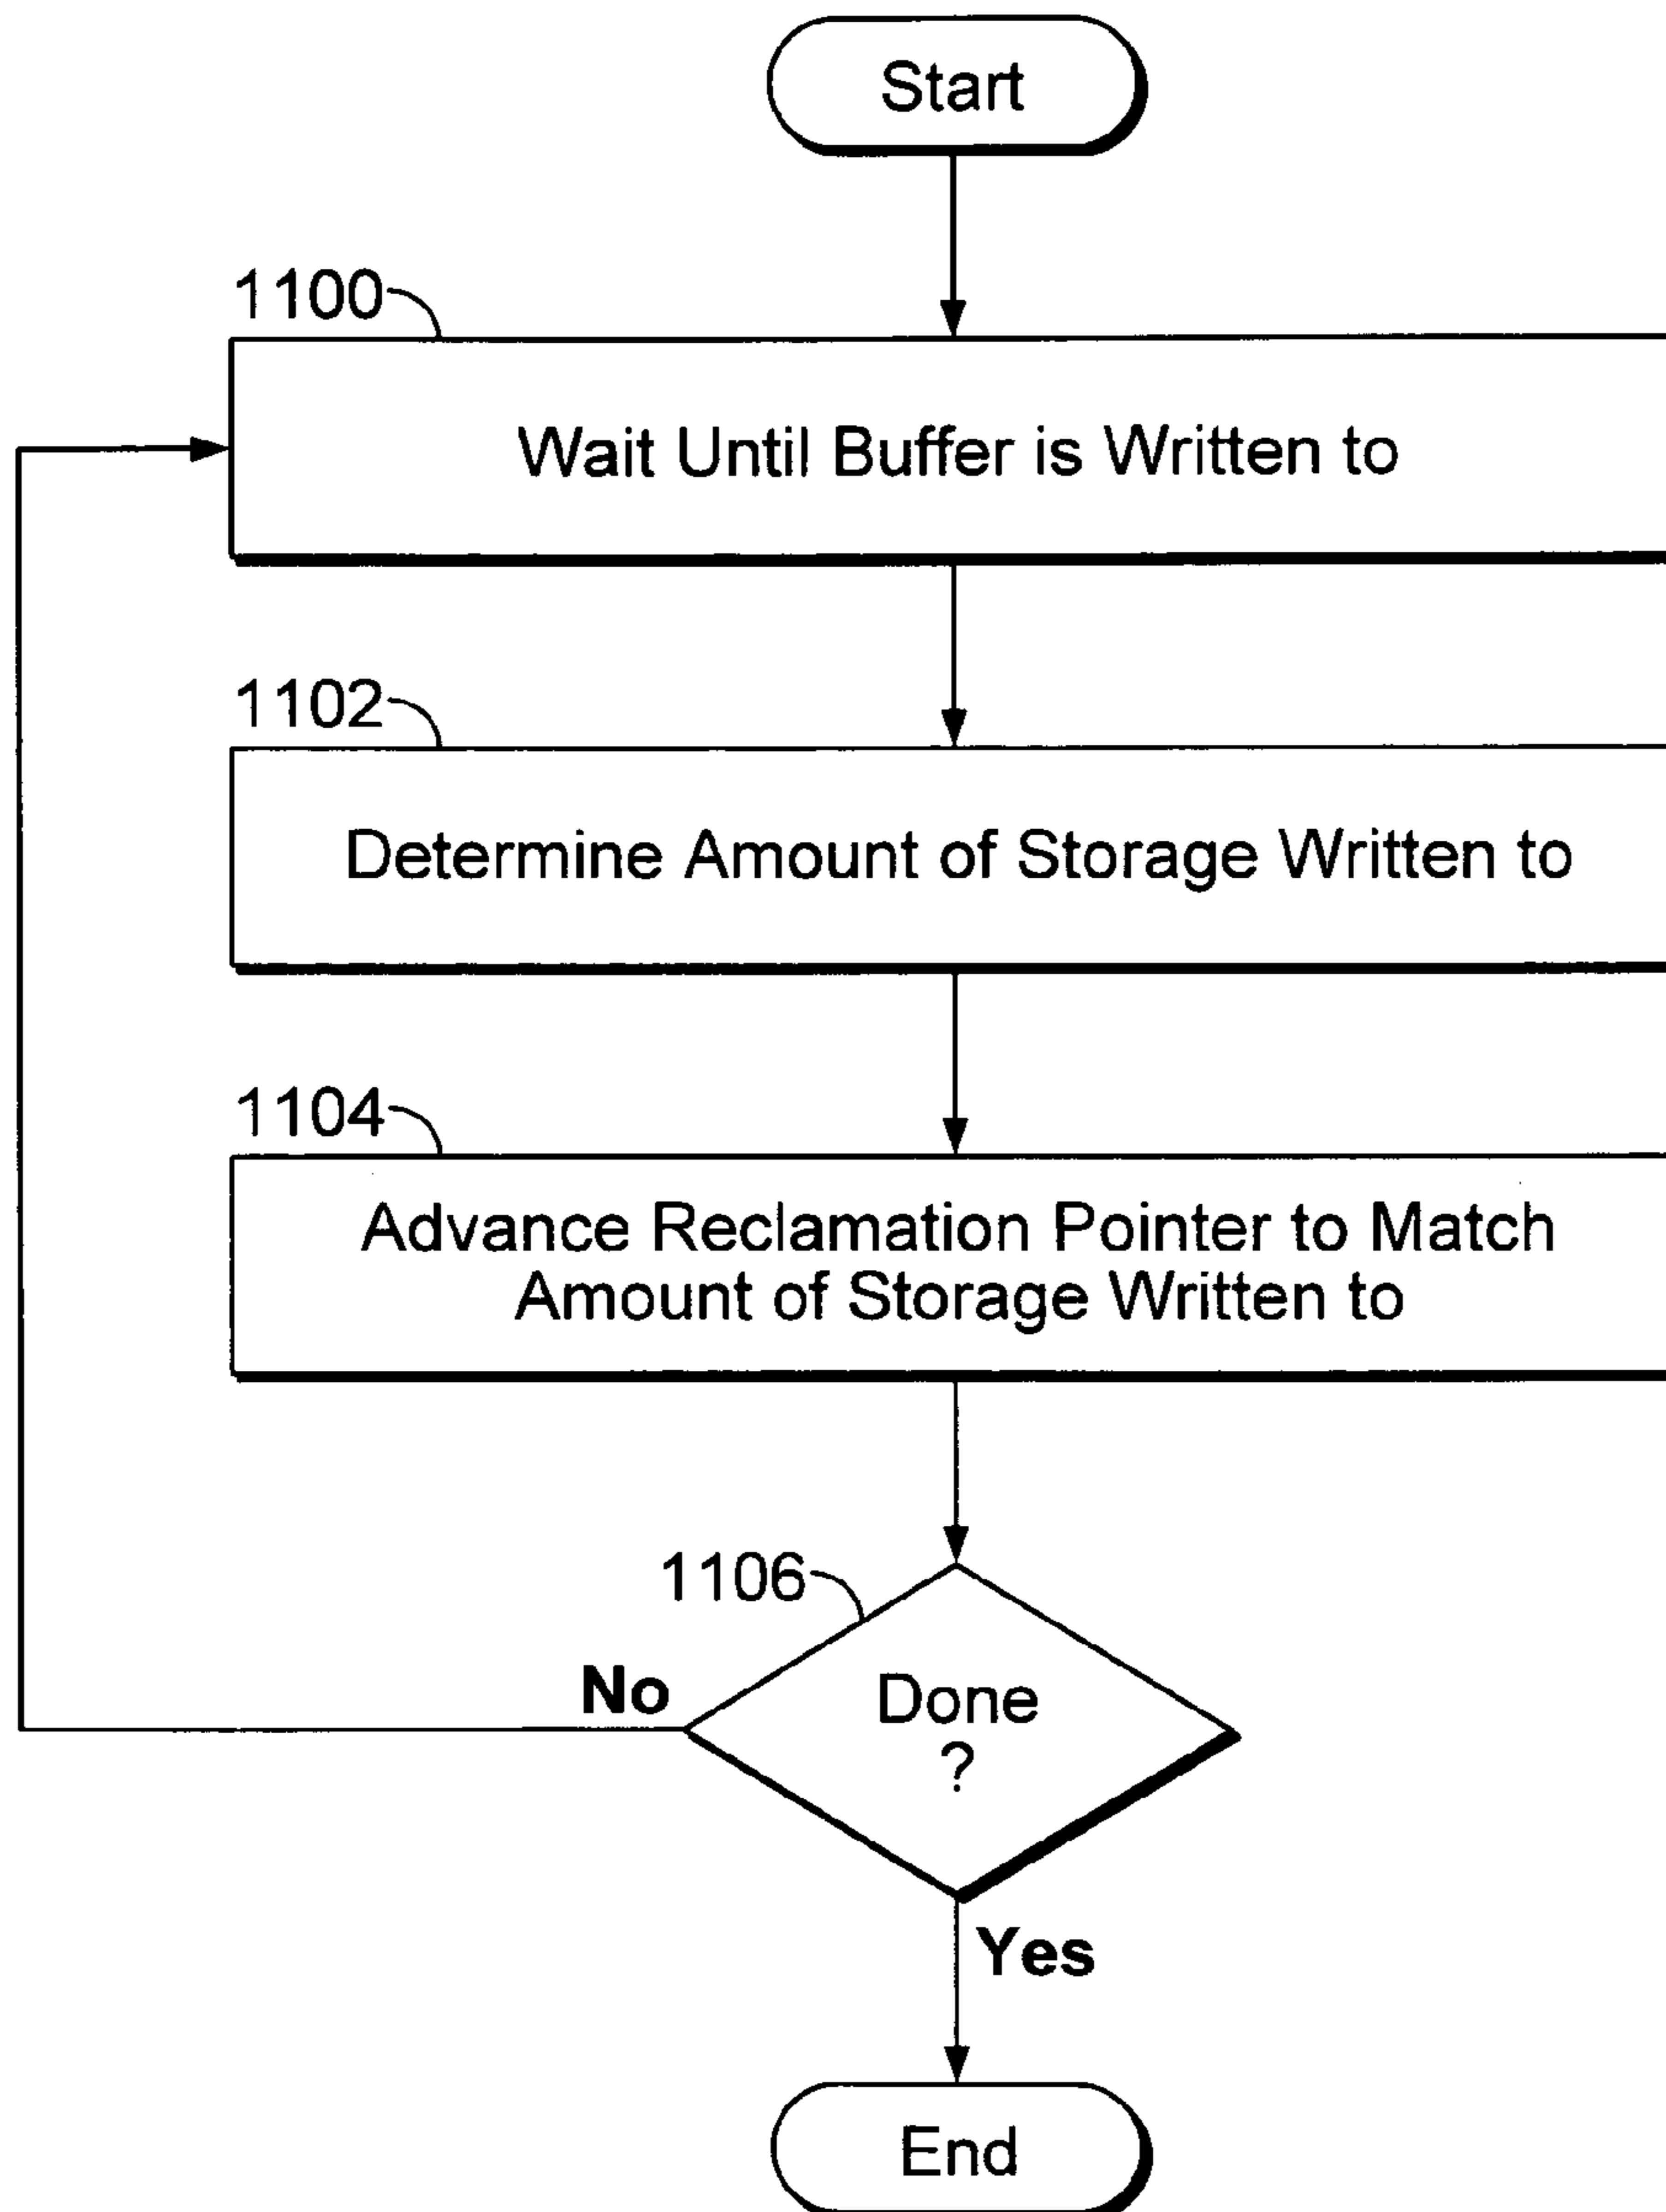 Start
1100
Wait Until Buffer is Written to
1102
Determine Amount of Storage Written to
1104
Advance Reclamation Pointer to Match
Amount of Storage Written to
1106
No
Done
?
Yes
End